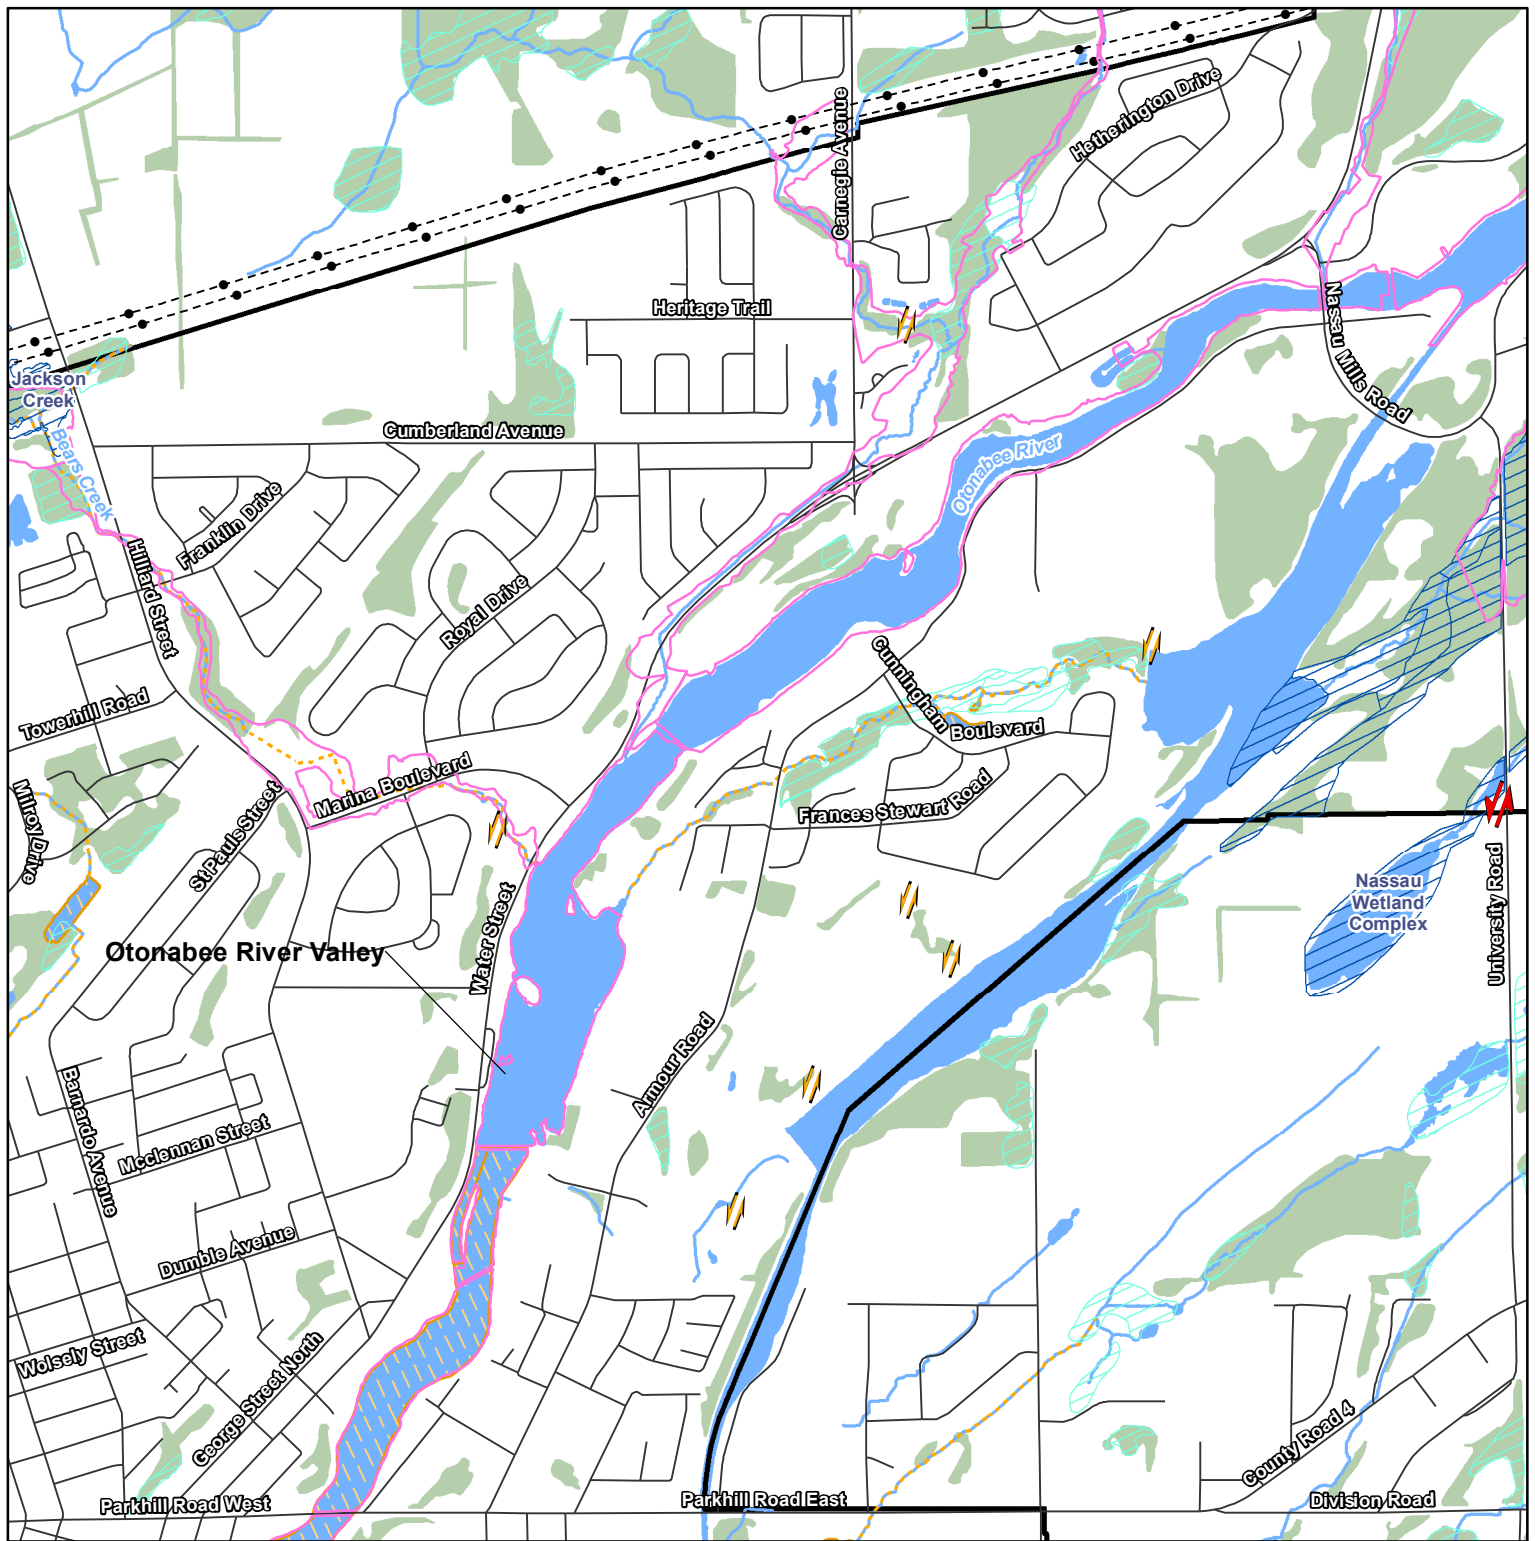 Carnegie Avenue
Hetherington Drive
Heritage Trail
Nassau Mills Road
Jackson
Creek
Bears Creek
Cumberland Avenue
Otonabee River
Franklin Drive
Hilliard Street
Royal Drive
Cunningham
Boulevard
Towerhill Road
Marina Boulevard
Frances Stewart Road
Milroy Drive
St Pauls Street
Nassau
Wetland
Complex
University Road
Water Street
Otonabee River Valley
Armour Road
Barnardo Avenue
Mcclennan Street
Dumble Avenue
Wolsely Street
George Street North
County Road 4
Parkhill Road West
Parkhill Road East
Division Road